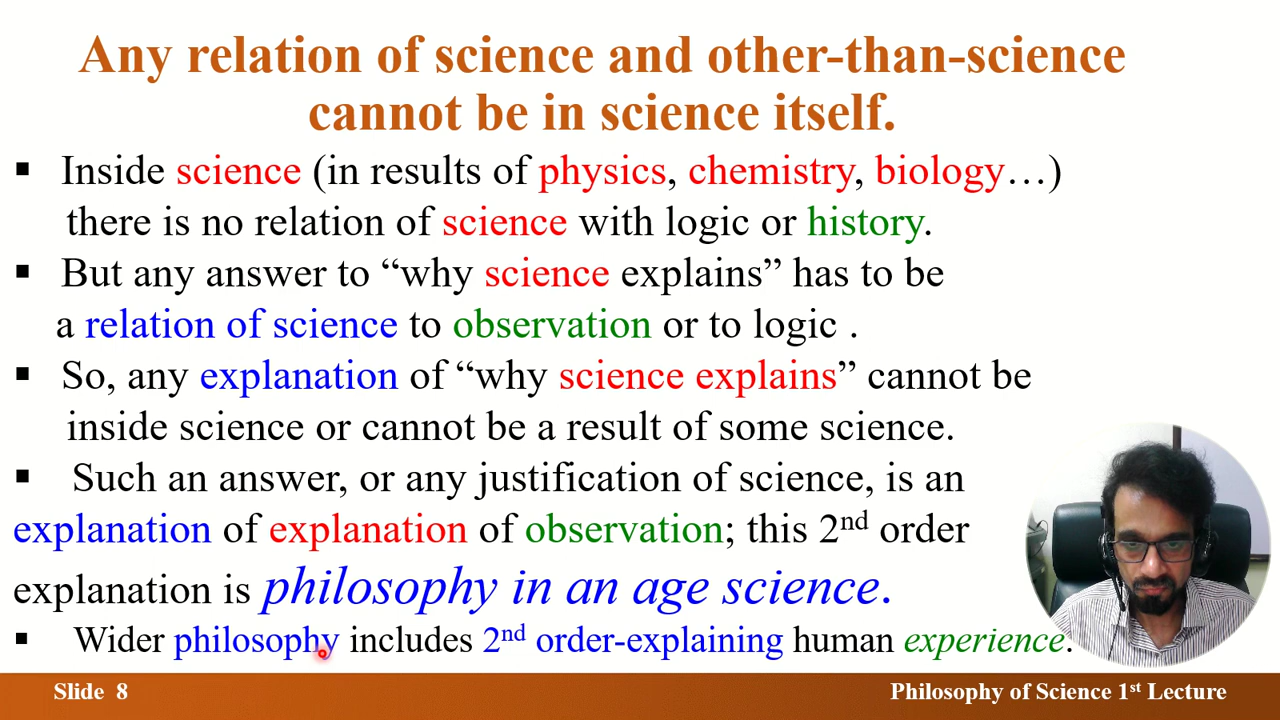 Any relation of science and other-than-science
cannot be in science itself.
▪ Inside science (in results of physics, chemistry, biology…)
there is no relation of science with logic or history.
▪ But any answer to “why science explains” has to be
a relation of science to observation or to logic .
▪ So, any explanation of “why science explains” cannot be
inside science or cannot be a result of some science.
▪ Such an answer, or any justification of science, is an
explanation of explanation of observation; this 2nd order
explanation is philosophy in an age science.
▪ Wider philosophy includes 2nd order-explaining human experience.
Slide 8 Philosophy of Science 1st Lecture